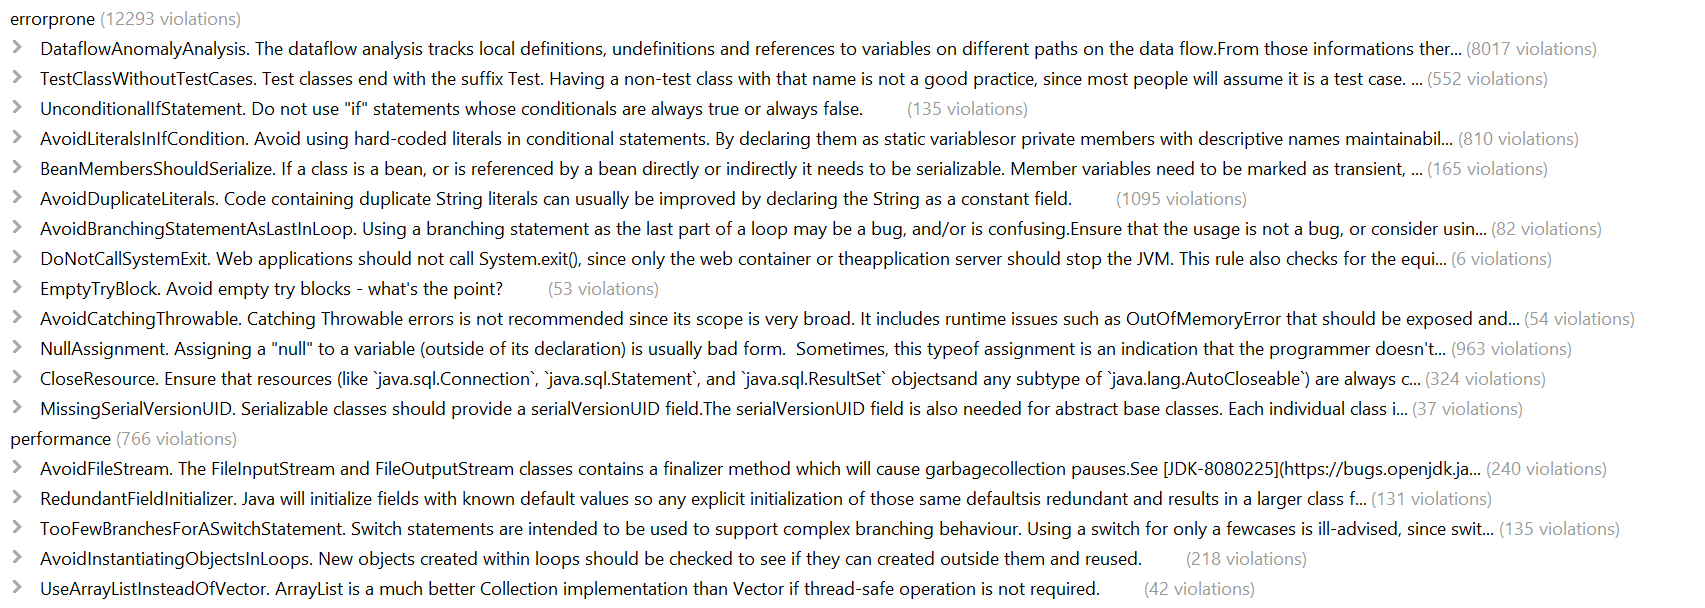 errorprone (12293 violations)
DataflowAnomalyAnalysis. The dataflow analysis tracks local definitions, undefinitions and references to variables on different paths on the data flow.From those informations ther... (8017 violations)
TestClassWithoutTestCases. Test classes end with the suffix Test. Having a non-test class with that name is not a good practice, since most people will assume it is a test case. ... (552 violations)
UnconditionalIfStatement. Do not use "if" statements whose conditionals are always true or always false. (135 violations)
AvoidLiteralsInIfCondition. Avoid using hard-coded literals in conditional statements. By declaring them as static variablesor private members with descriptive names maintainabil... (810 violations)
BeanMembersShouldSerialize. If a class is a bean, or is referenced by a bean directly or indirectly it needs to be serializable. Member variables need to be marked as transient, ... (165 violations)
AvoidDuplicateLiterals. Code containing duplicate String literals can usually be improved by declaring the String as a constant field. (1095 violations)
AvoidBranchingStatementAsLastInLoop. Using a branching statement as the last part of a loop may be a bug, and/or is confusing.Ensure that the usage is not a bug, or consider usin... (82 violations)
DoNotCallSystemExit. Web applications should not call System.exit(), since only the web container or theapplication server should stop the JVM. This rule also checks for the equi... (6 violations)
EmptyTryBlock. Avoid empty try blocks - what's the point? (53 violations)
AvoidCatchingThrowable. Catching Throwable errors is not recommended since its scope is very broad. It includes runtime issues such as OutOfMemoryError that should be exposed and... (54 violations)
NullAssignment. Assigning a "null" to a variable (outside of its declaration) is usually bad form.  Sometimes, this typeof assignment is an indication that the programmer doesn't... (963 violations)
CloseResource. Ensure that resources (like `java.sql.Connection`, `java.sql.Statement`, and `java.sql.ResultSet` objectsand any subtype of `java.lang.AutoCloseable`) are always c... (324 violations)
MissingSerialVersionUID. Serializable classes should provide a serialVersionUID field.The serialVersionUID field is also needed for abstract base classes. Each individual class i... (37 violations)
performance (766 violations)
AvoidFileStream. The FileInputStream and FileOutputStream classes contains a finalizer method which will cause garbagecollection pauses.See [JDK-8080225](https://bugs.openjdk.ja... (240 violations)
RedundantFieldInitializer. Java will initialize fields with known default values so any explicit initialization of those same defaultsis redundant and results in a larger class f... (131 violations)
TooFewBranchesForASwitchStatement. Switch statements are intended to be used to support complex branching behaviour. Using a switch for only a fewcases is ill-advised, since swit... (135 violations)
AvoidInstantiatingObjectsInLoops. New objects created within loops should be checked to see if they can created outside them and reused. (218 violations)
UseArrayListInsteadOfVector. ArrayList is a much better Collection implementation than Vector if thread-safe operation is not required. (42 violations)